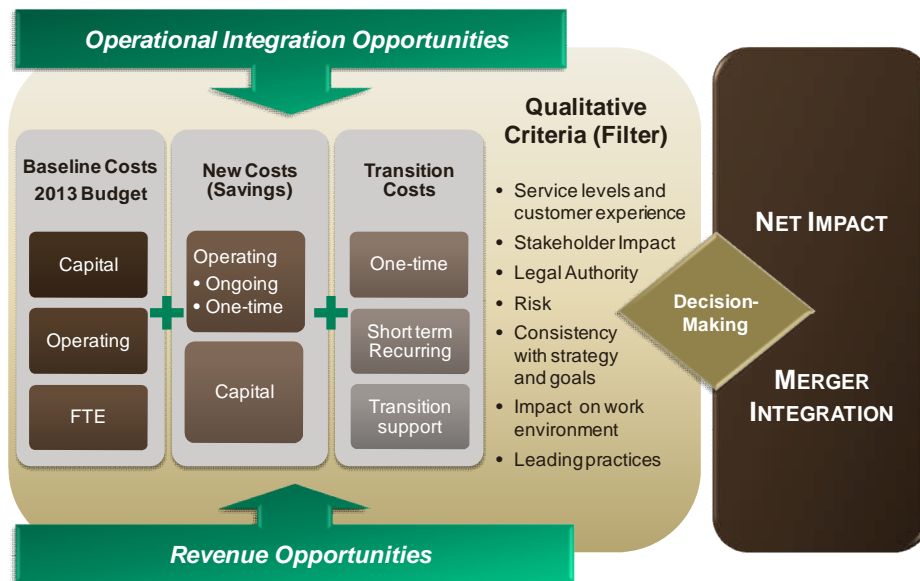 Operational Integration Opportunities
Baseline Costs
2013 Budget
Capital
Operating
FTE
New Costs
(Savings)
Operating
• Ongoing
• One-time
Capital
Transition
Costs
One-time
Short term
Recurring
Transition
support
Qualitative
Criteria (Filter)
• Service levels and
customer experience
• Stakeholder Impact
• Legal Authority
• Risk
• Consistency
with strategy
and goals
• Impact on work
environment
• Leading practices
Decision-
Making
NET IMPACT
MERGER
INTEGRATION
Revenue Opportunities